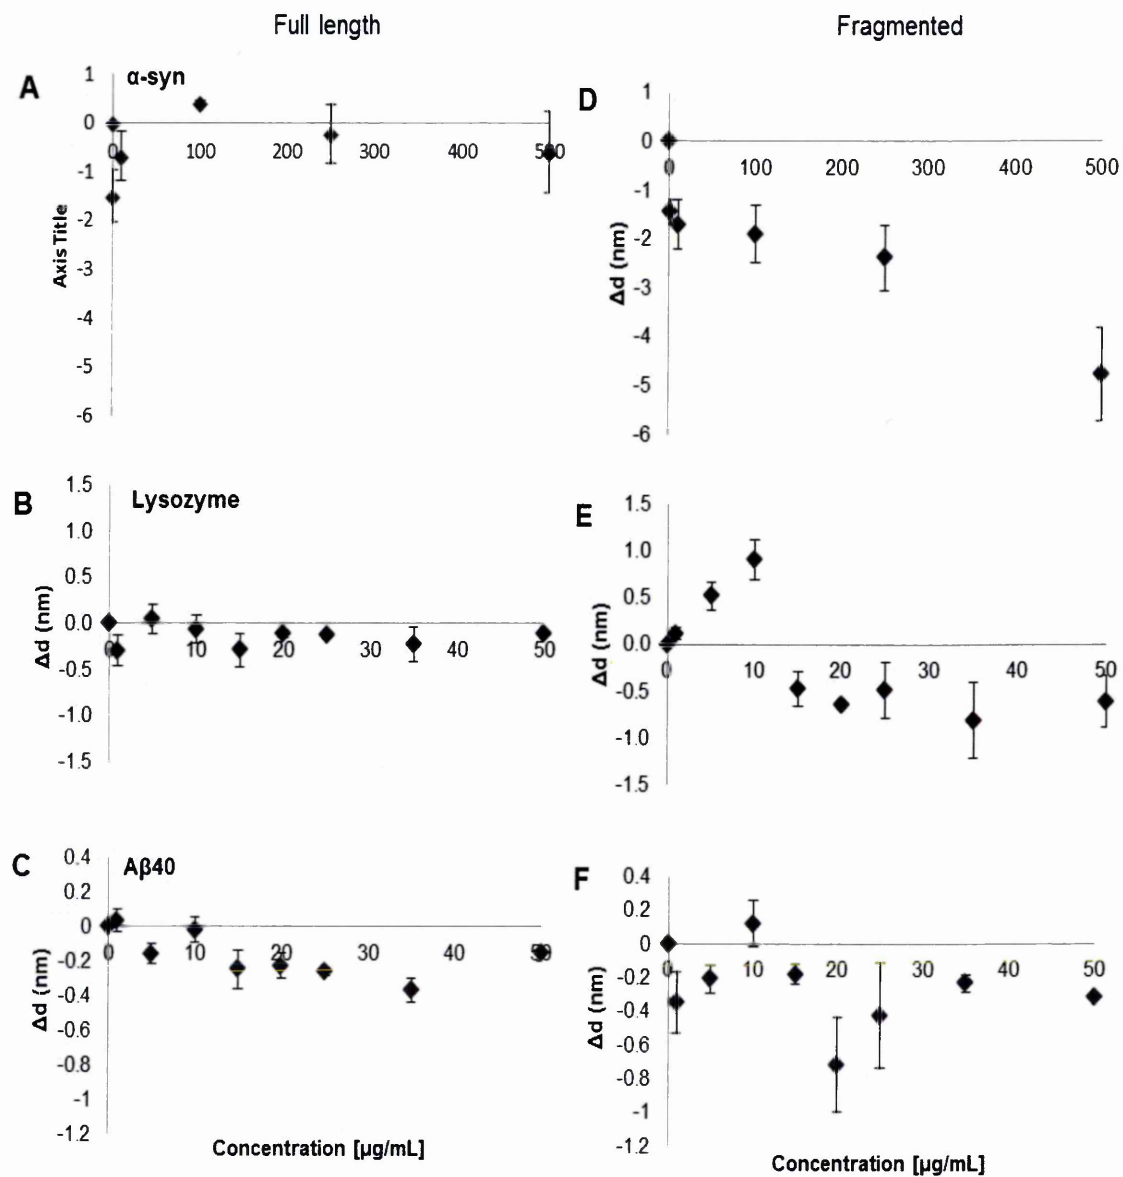 Full length
Fragmented
A
α-syn
1
0
-1
-2
-3
-4
-5
-6
0 100 200 300 400 500
Axis Title
D
1
0
-1
-2
-3
-4
-5
-6
0 100 200 300 400 500
Δd (nm)
B
Lysozyme
1.5
1.0
0.5
0.0
-0.5
-1.0
-1.5
0 10 20 30 40 50
Δd (nm)
E
1.5
1.0
0.5
0.0
-0.5
-1.0
-1.5
0 10 20 30 40 50
Δd (nm)
C
Aβ40
0.4
0.2
0
-0.2
-0.4
-0.6
-0.8
-1
-1.2
0 10 20 30 40 50
Δd (nm)
Concentration [µg/mL]
F
0.4
0.2
0
-0.2
-0.4
-0.6
-0.8
-1
-1.2
0 10 20 30 40 50
Δd (nm)
Concentration [µg/mL]